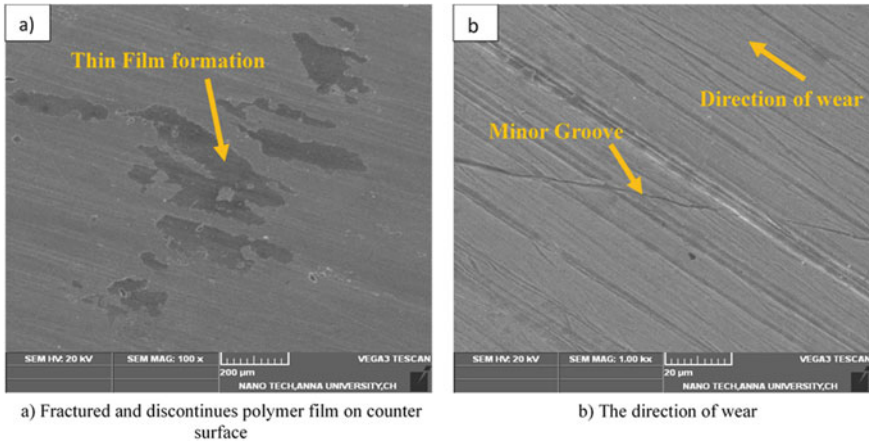 a)
Thin Film formation
SEM HV: 20 kV SEM MAG: 100 x VEGA3 TESCAN
200 µm
NANO TECH,ANNA UNIVERSITY,CH
b
Direction of wear
Minor Groove
SEM HV: 20 kV SEM MAG: 1.00 kx VEGA3 TESCAN
20 µm
NANO TECH,ANNA UNIVERSITY,CH
a) Fractured and discontinues polymer film on counter
surface
b) The direction of wear